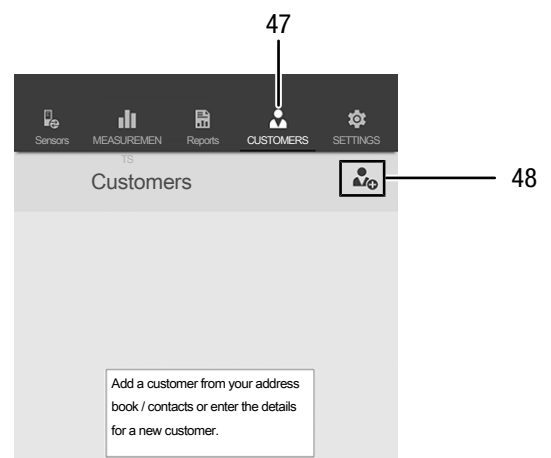 47
Sensors MEASUREMEN Reports CUSTOMERS SETTINGS
TS
Customers
48
Add a customer from your address
book / contacts or enter the details
for a new customer.